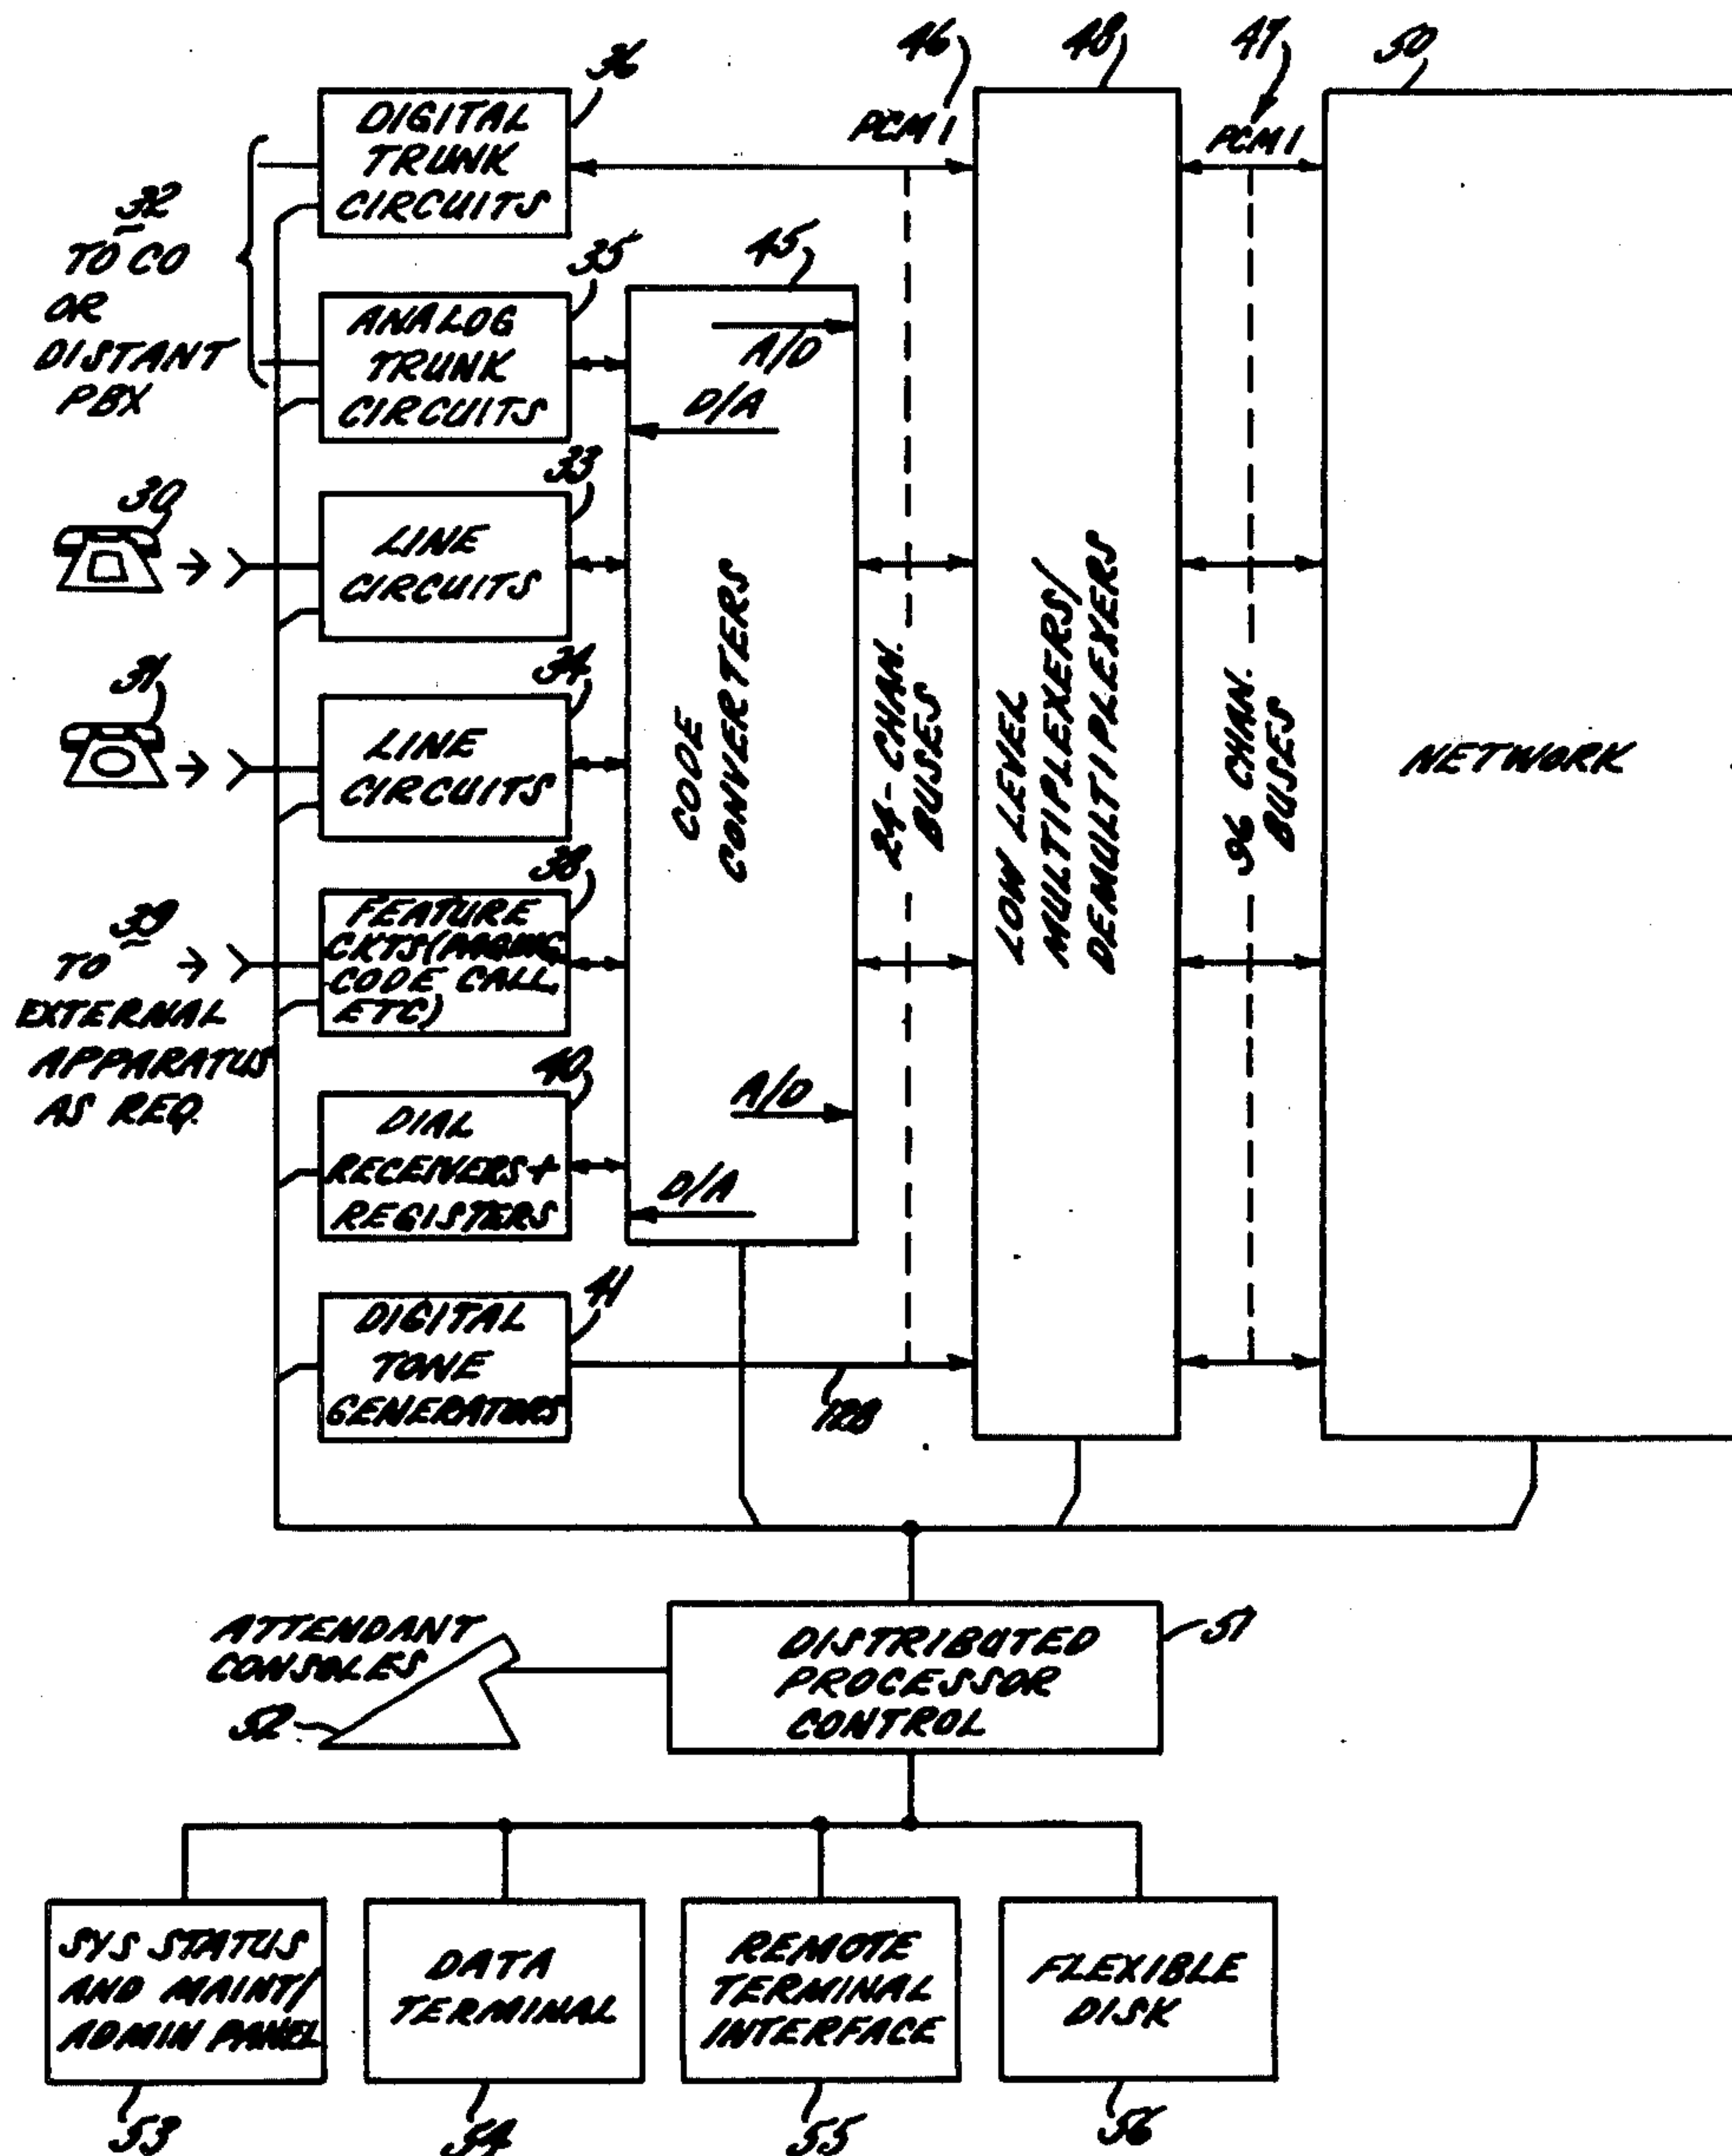 36
46
48
47
50
DIGITAL
TRUNK
CIRCUITS
PCM 1
PCM 1
32
TO CO
OR
DISTANT
PBX
35
45
ANALOG
TRUNK
CIRCUITS
A/D
D/A
30
33
LINE
CIRCUITS
31
34
LINE
CIRCUITS
CODE
CONVERTERS
24-CHAN.
BUSES
LOW LEVEL
MULTIPLEXERS/
DEMULTIPLEXERS
96 CHAN.
BUSES
NETWORK
39
TO
EXTERNAL
APPARATUS
AS REQ.
38
FEATURE
CKTS(PAGING,
CODE CALL,
ETC)
40
DIAL
RECEIVERS+
REGISTERS
A/D
D/A
41
DIGITAL
TONE
GENERATORS
128
ATTENDANT
CONSOLES
52
DISTRIBUTED
PROCESSOR
CONTROL
51
SYS STATUS
AND MAINT/
ADMIN PANEL
DATA
TERMINAL
REMOTE
TERMINAL
INTERFACE
FLEXIBLE
DISK
53
54
55
56